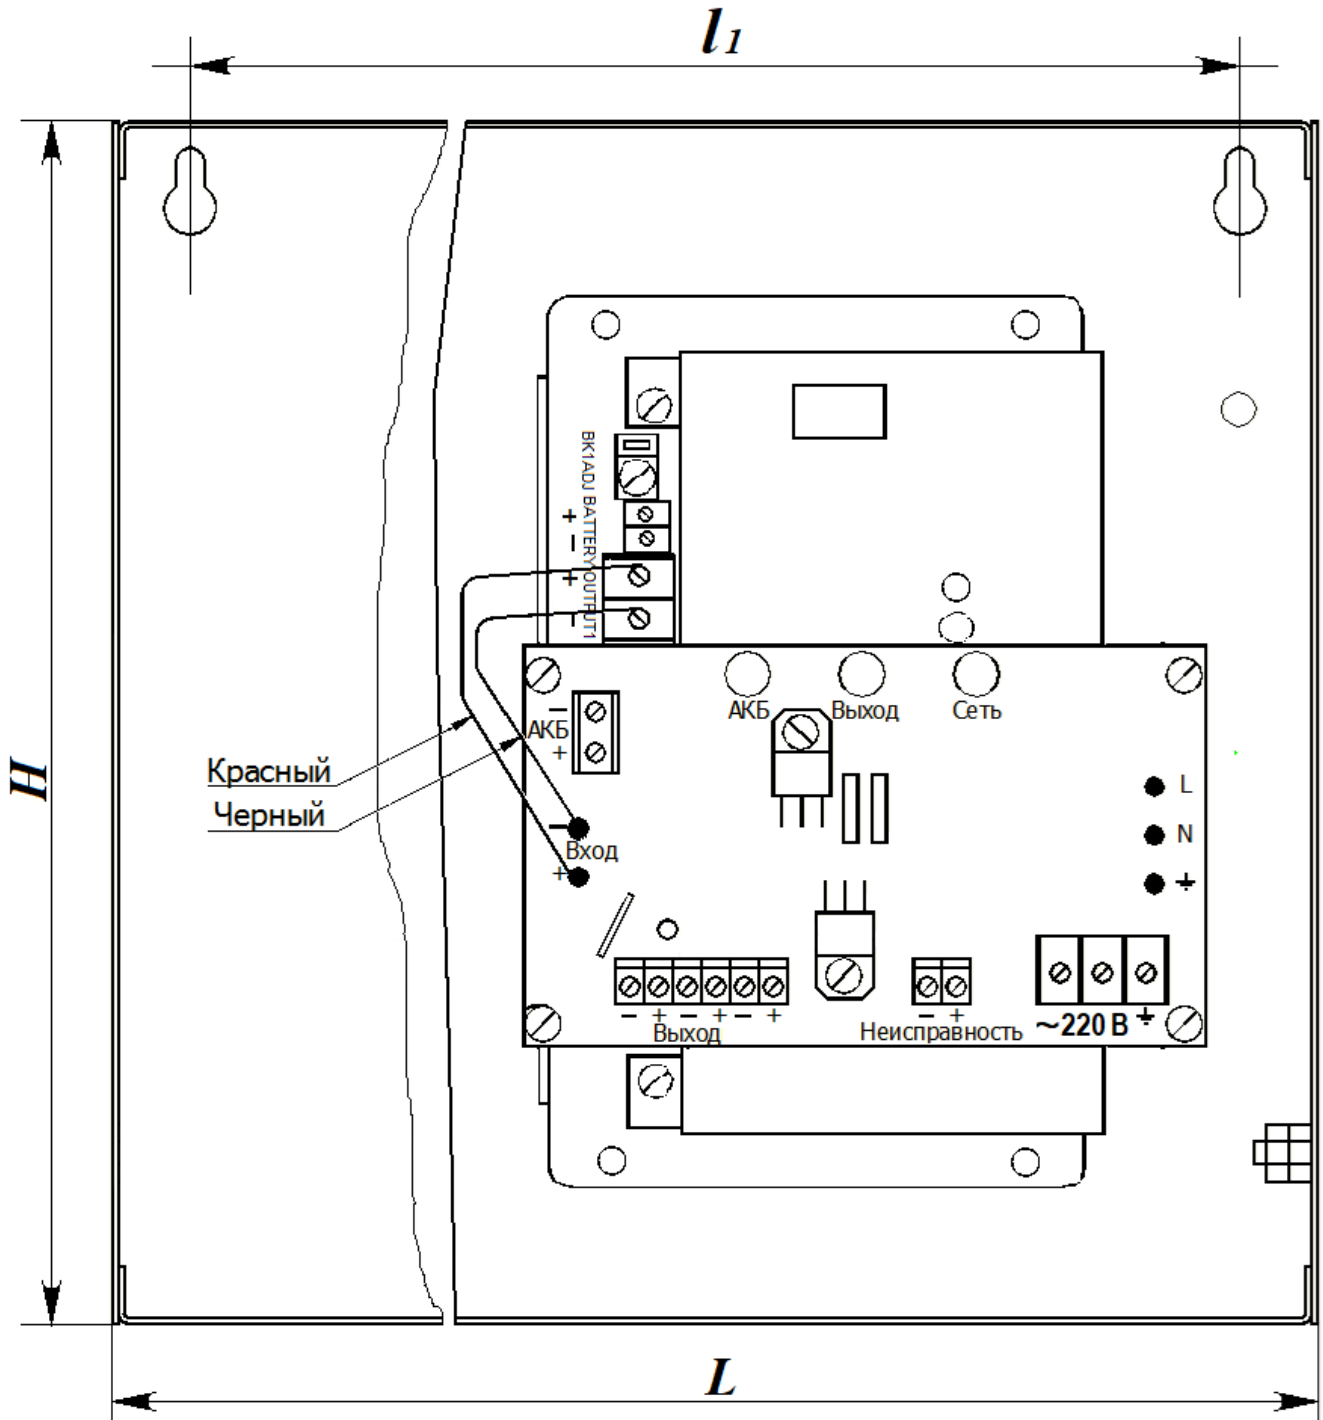 l1
BK1ADJ BATTERY OUTPUT1
+
-
+
-
АКБ
Выход
Сеть
-
АКБ
+
Красный
Черный
L
N
-
Вход
+
- + - + - +
Выход
- +
Неисправность
~220 В
H
L